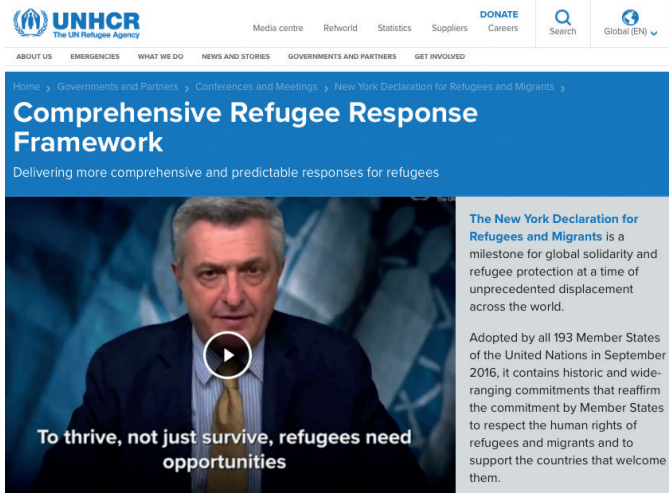 UNHCR
The UN Refugee Agency
Media centre
Refworld
Statistics
Suppliers
DONATE
Careers
Search
Global (EN)
ABOUT US
EMERGENCIES
WHAT WE DO
NEWS AND STORIES
GOVERNMENTS AND PARTNERS
GET INVOLVED
Home > Governments and Partners > Conferences and Meetings > New York Declaration for Refugees and Migrants >
Comprehensive Refugee Response
Framework
Delivering more comprehensive and predictable responses for refugees
To thrive, not just survive, refugees need
opportunities
The New York Declaration for
Refugees and Migrants is a
milestone for global solidarity and
refugee protection at a time of
unprecedented displacement
across the world.
Adopted by all 193 Member States
of the United Nations in September
2016, it contains historic and wide-
ranging commitments that reaffirm
the commitment by Member States
to respect the human rights of
refugees and migrants and to
support the countries that welcome
them.